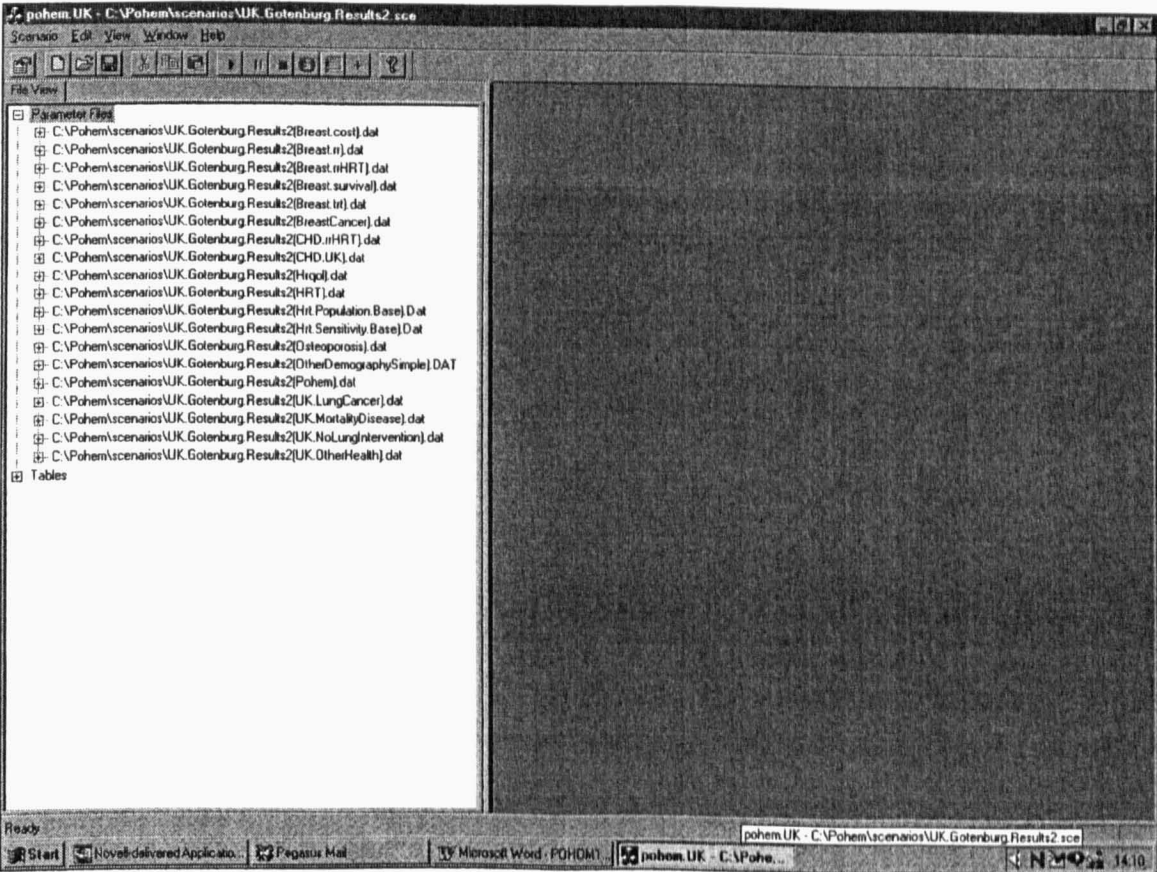 pohem.UK - C:\Pohem\scenarios\UK.Gotenburg.Results2.sce
Scenario Edit View Window Help
File View
Parameter Files
C:\Pohem\scenarios\UK.Gotenburg.Results2(Breast.cost).dat
C:\Pohem\scenarios\UK.Gotenburg.Results2(Breast.rr).dat
C:\Pohem\scenarios\UK.Gotenburg.Results2(Breast.rrHRT).dat
C:\Pohem\scenarios\UK.Gotenburg.Results2(Breast.survival).dat
C:\Pohem\scenarios\UK.Gotenburg.Results2(Breast.trt).dat
C:\Pohem\scenarios\UK.Gotenburg.Results2(BreastCancer).dat
C:\Pohem\scenarios\UK.Gotenburg.Results2(CHD.rrHRT).dat
C:\Pohem\scenarios\UK.Gotenburg.Results2(CHD.UK).dat
C:\Pohem\scenarios\UK.Gotenburg.Results2(Hrqol).dat
C:\Pohem\scenarios\UK.Gotenburg.Results2(HRT).dat
C:\Pohem\scenarios\UK.Gotenburg.Results2(Hrt.Population.Base).Dat
C:\Pohem\scenarios\UK.Gotenburg.Results2(Hrt.Sensitivity.Base).Dat
C:\Pohem\scenarios\UK.Gotenburg.Results2(Osteoporosis).dat
C:\Pohem\scenarios\UK.Gotenburg.Results2(OtherDemographySimple).DAT
C:\Pohem\scenarios\UK.Gotenburg.Results2(Pohem).dat
C:\Pohem\scenarios\UK.Gotenburg.Results2(UK.LungCancer).dat
C:\Pohem\scenarios\UK.Gotenburg.Results2(UK.MortalityDisease).dat
C:\Pohem\scenarios\UK.Gotenburg.Results2(UK.NoLungIntervention).dat
C:\Pohem\scenarios\UK.Gotenburg.Results2(UK.OtherHealth).dat
Tables
Ready
pohem.UK - C:\Pohem\scenarios\UK.Gotenburg.Results2.sce
Start Novell-delivered Applicatio... Pegasus Mail Microsoft Word - POHDM1... pohem.UK - C:\Pohe... 14:10